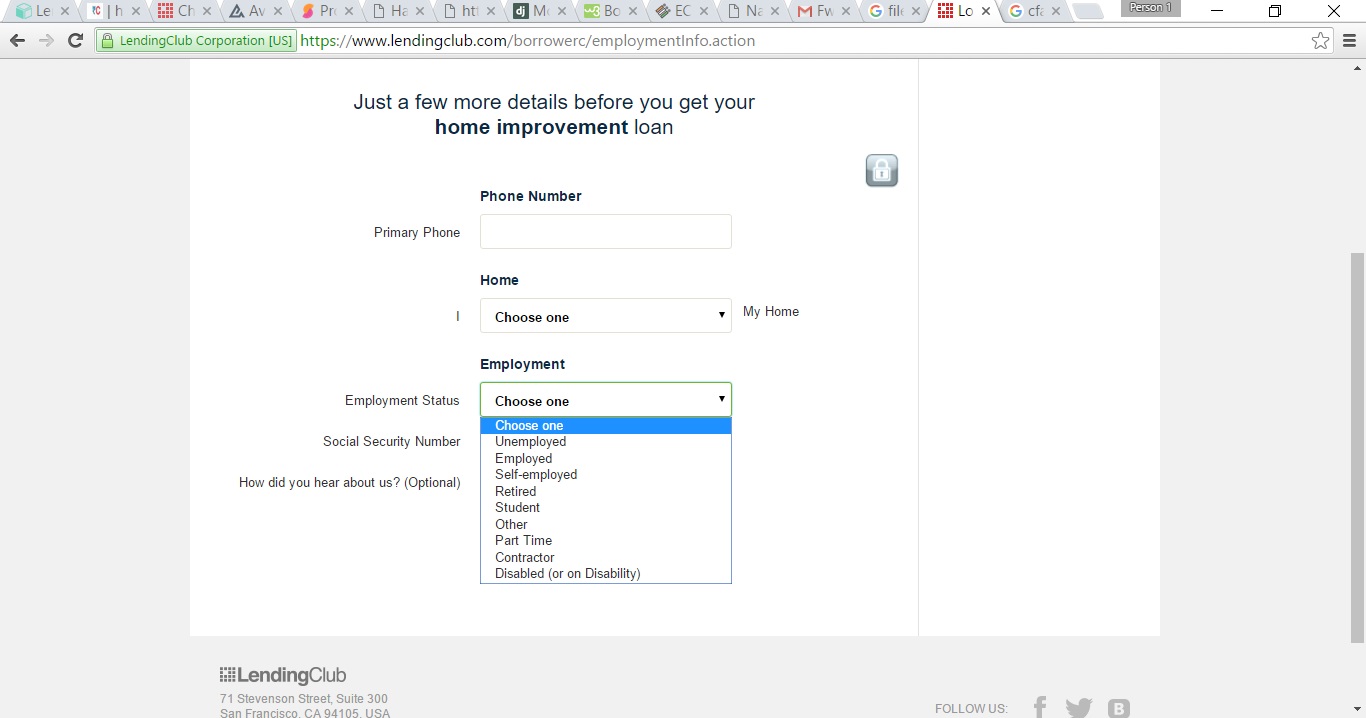 Le
| h
Ch
Av
Pr
Ha
htt
dj
M
w3
Bo
EC
Na
Fw
file
Lo
cfa
Person 1
LendingClub Corporation [US]
https://www.lendingclub.com/borrowerc/employmentInfo.action
Just a few more details before you get your
home improvement loan
Phone Number
Primary Phone
Home
I
Choose one
My Home
Employment
Employment Status
Choose one
Choose one
Unemployed
Social Security Number
Employed
Self-employed
How did you hear about us? (Optional)
Retired
Student
Other
Part Time
Contractor
Disabled (or on Disability)
LendingClub
71 Stevenson Street, Suite 300
San Francisco, CA 94105, USA
FOLLOW US: